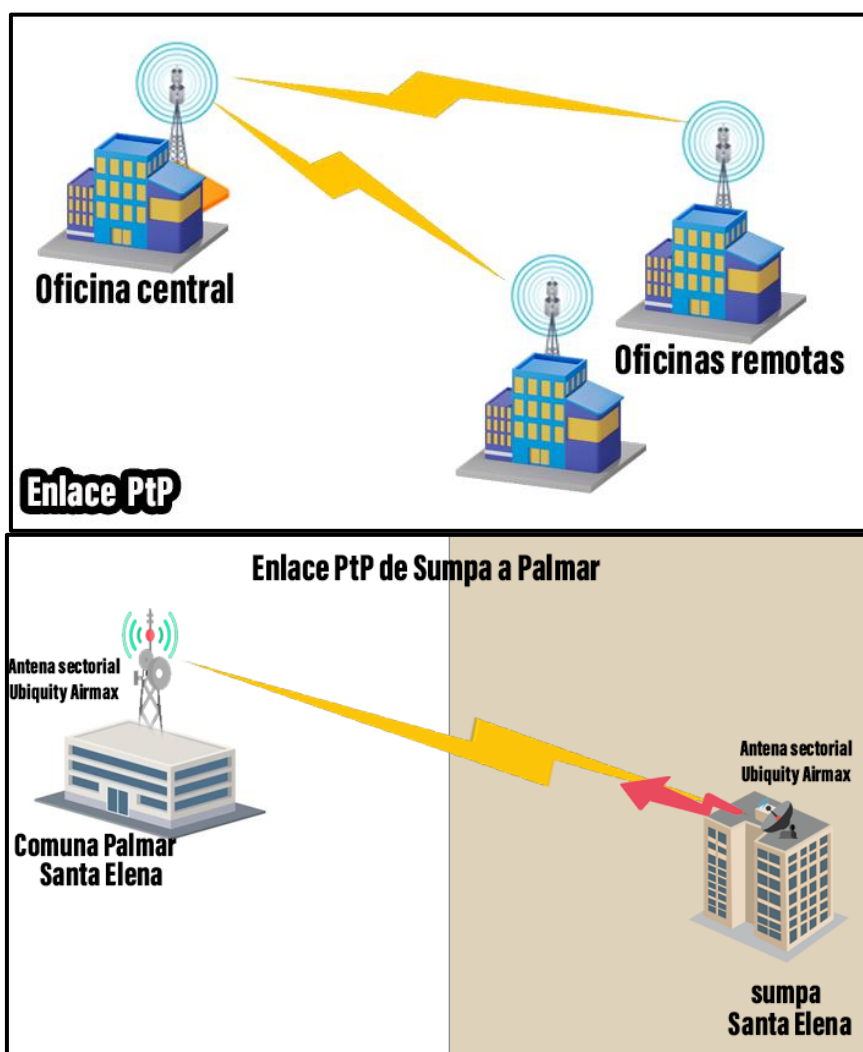 Oficina central
Oficinas remotas
Enlace PtP
Enlace PtP de Sumpa a Palmar
Antena sectorial
Ubiquity Airmax
Antena sectorial
Ubiquity Airmax
Comuna Palmar
Santa Elena
sumpa
Santa Elena